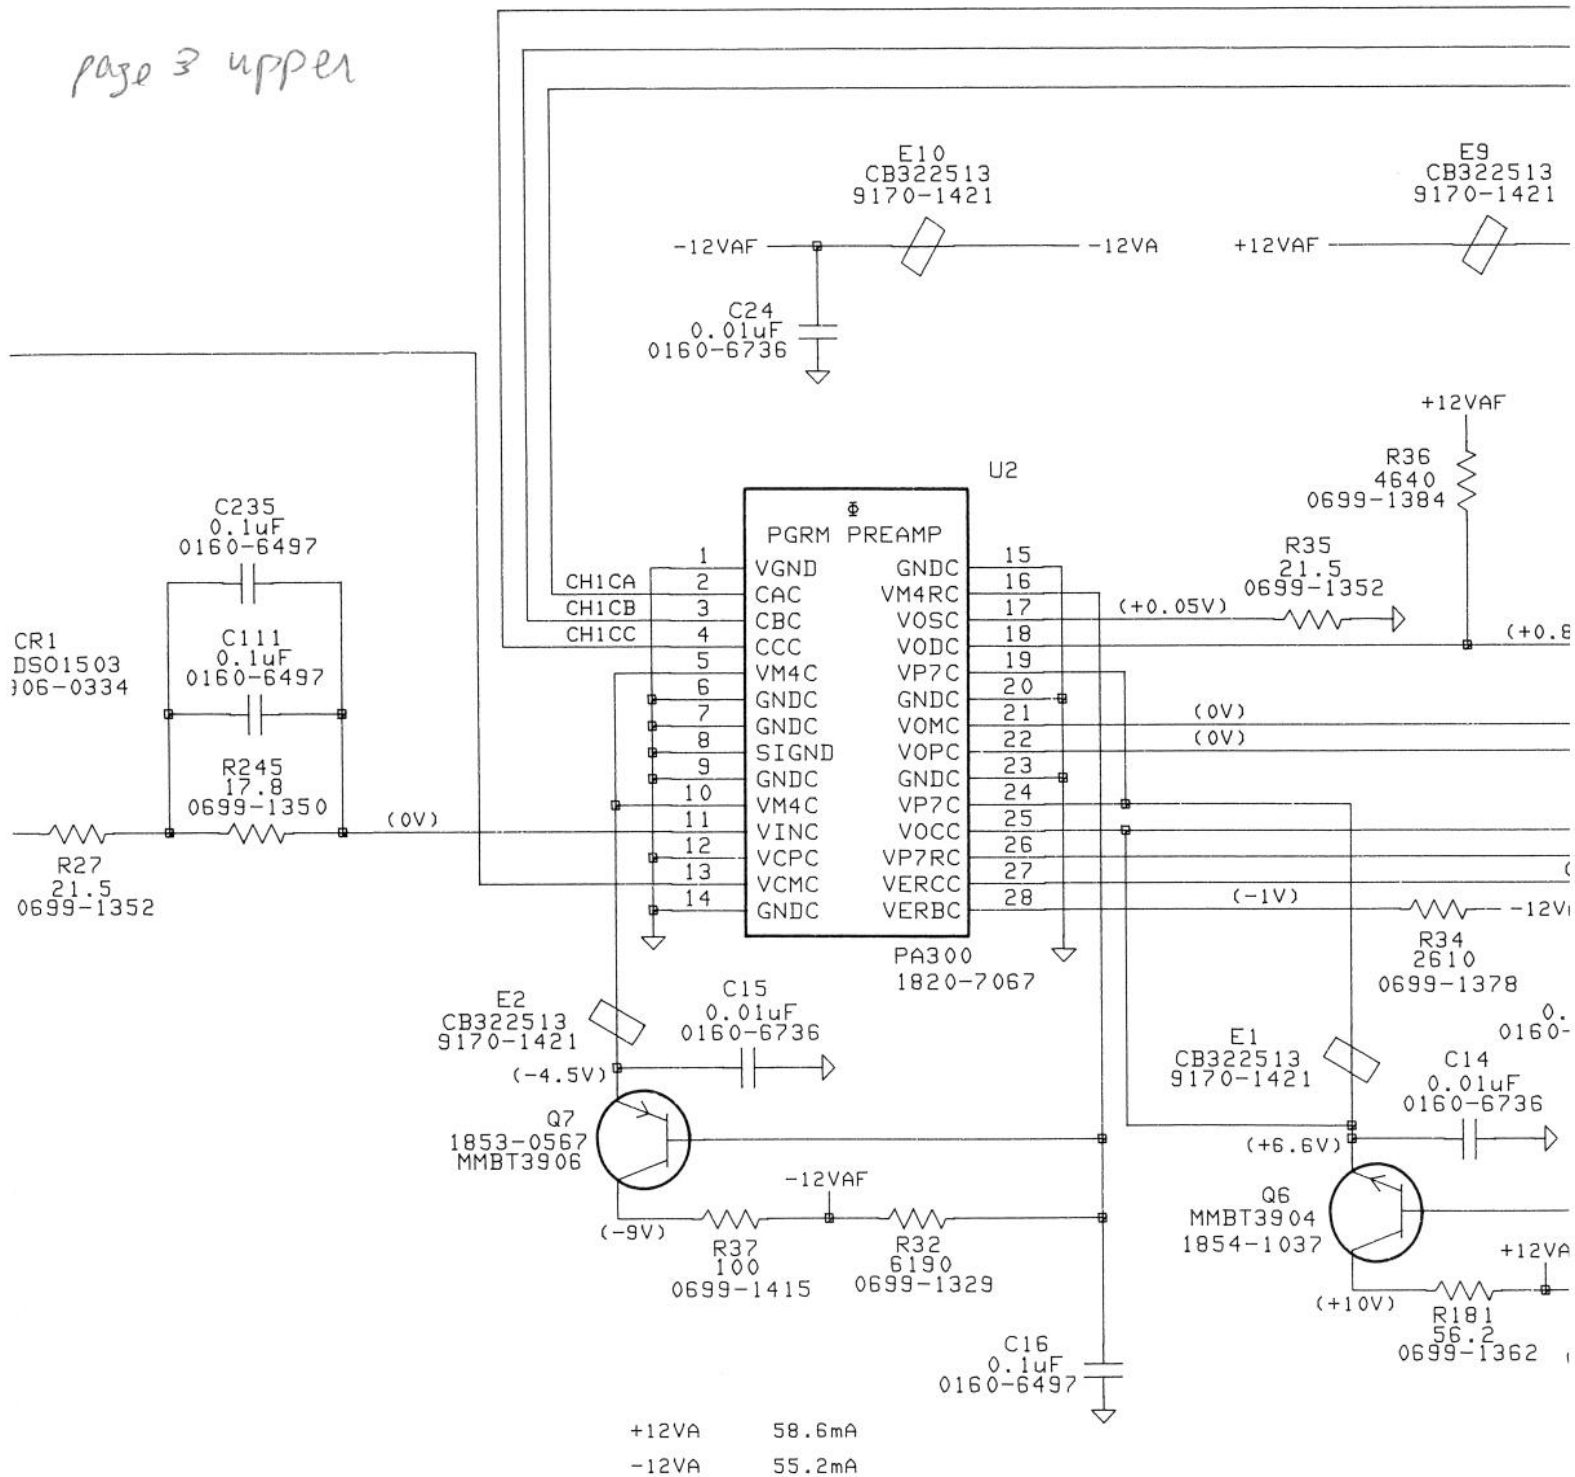 page 3 upper
E10
CB322513
9170-1421
E9
CB322513
9170-1421
-12VAF
-12VA
+12VAF
C24
0.01uF
0160-6736
+12VAF
R36
4640
0699-1384
U2
C235
0.1uF
0160-6497
C111
0.1uF
0160-6497
R245
17.8
0699-1350
CR1
DSO1503
906-0334
R27
21.5
0699-1352
(0V)
CH1CA
CH1CB
CH1CC
Φ
PGRM PREAMP
1 VGND GNDC 15
2 CAC VM4RC 16
3 CBC VOSC 17
4 CCC VODC 18
5 VM4C VP7C 19
6 GNDC GNDC 20
7 GNDC VOMC 21
8 SIGND VOPC 22
9 GNDC GNDC 23
10 VM4C VP7C 24
11 VINC VOCC 25
12 VCPC VP7RC 26
13 VCMC VERCC 27
14 GNDC VERBC 28
PA300
1820-7067
R35
21.5
0699-1352
(+0.05V)
(+0.8
(0V)
(0V)
(-1V)
-12V
R34
2610
0699-1378
E2
CB322513
9170-1421
C15
0.01uF
0160-6736
(-4.5V)
Q7
1853-0567
MMBT3906
-12VAF
(-9V)
R37
100
0699-1415
R32
6190
0699-1329
0.
0160-
E1
CB322513
9170-1421
C14
0.01uF
0160-6736
(+6.6V)
Q6
MMBT3904
1854-1037
+12VA
(+10V)
R181
56.2
0699-1362
C16
0.1uF
0160-6497
+12VA 58.6mA
-12VA 55.2mA